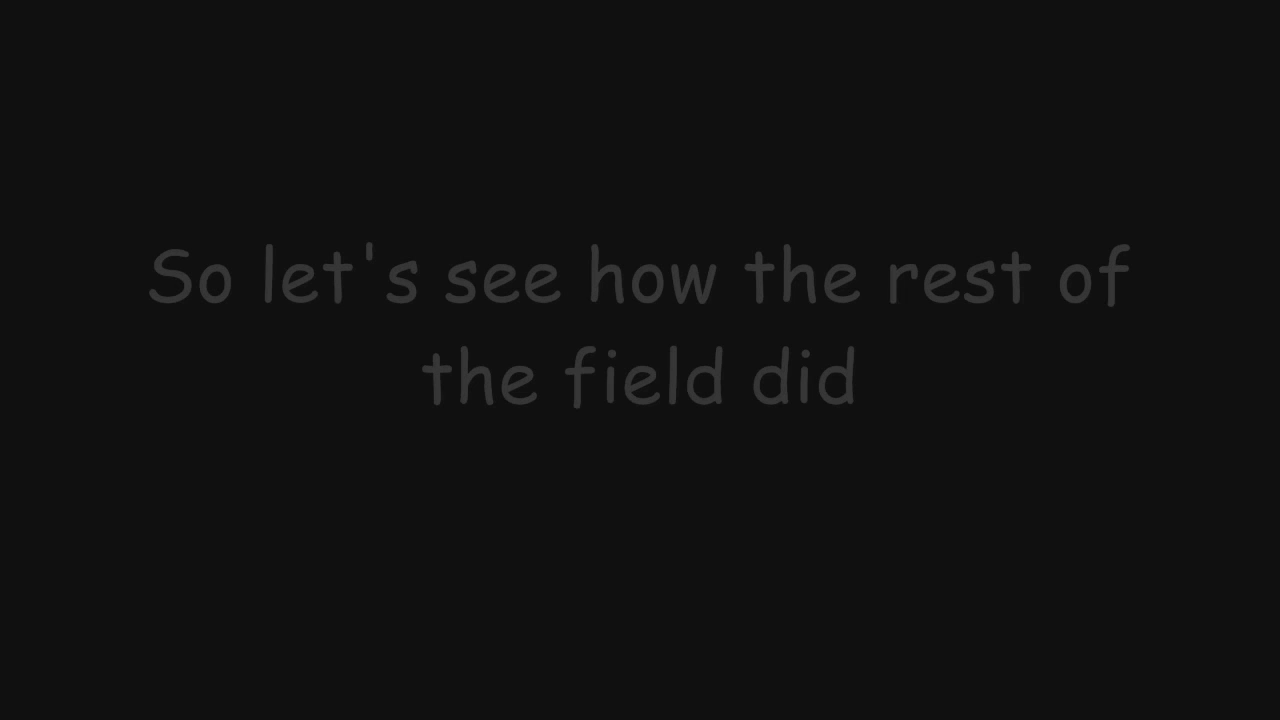 So let's see how the rest of
the field did